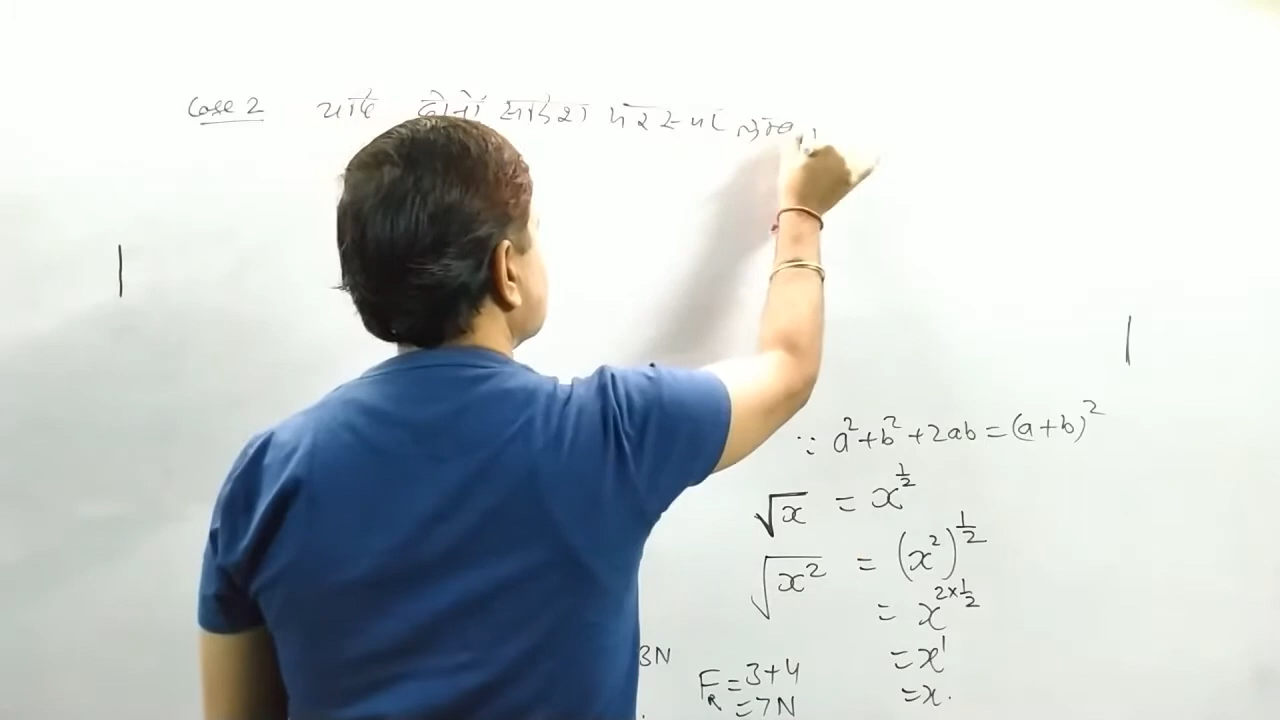 Case 2 यदि दोनों सदिश परस्पर लम्ब
∵ a²+b²+2ab=(a+b)²
√x = x^{1/2}
√x² = (x²)^{1/2}
= x^{2×1/2}
= x¹
= x.
3N
F_R = 3+4
= 7N